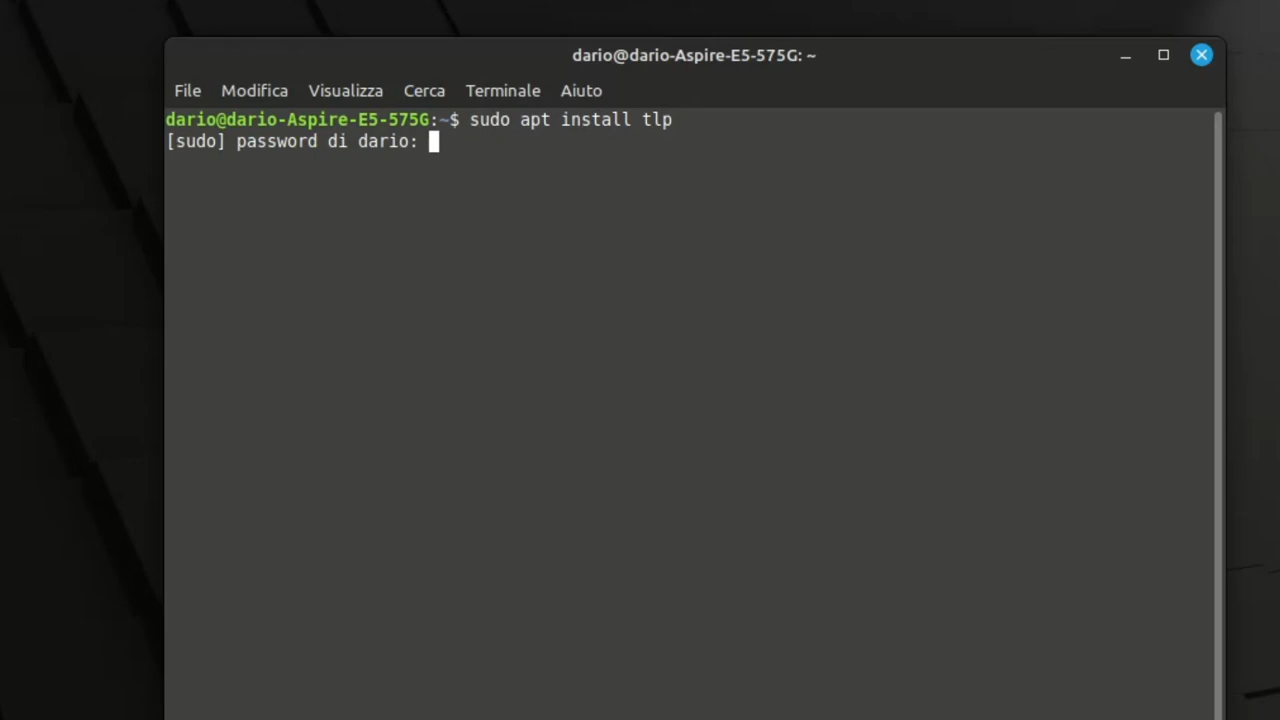 dario@dario-Aspire-E5-575G: ~
File Modifica Visualizza Cerca Terminale Aiuto
dario@dario-Aspire-E5-575G:~$ sudo apt install tlp
[sudo] password di dario: